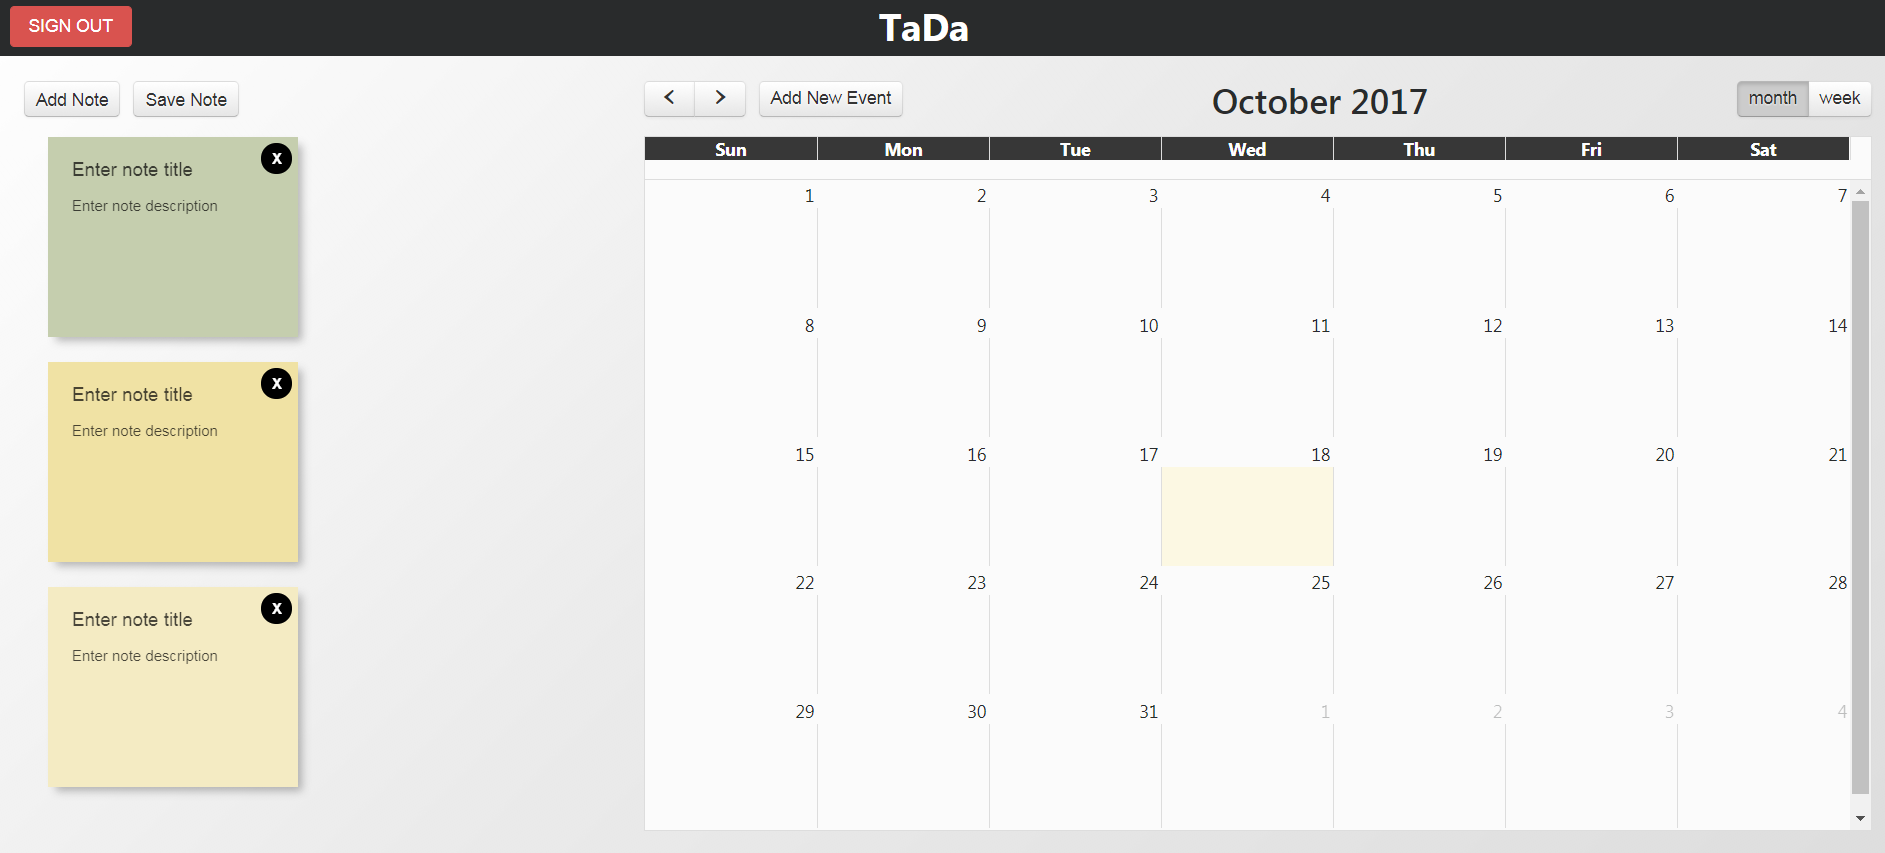 SIGN OUT
TaDa
Add Note
Save Note
Enter note title
X
Enter note description
Enter note title
X
Enter note description
Enter note title
X
Enter note description
<
>
Add New Event
October 2017
month
week
Sun Mon Tue Wed Thu Fri Sat
1 2 3 4 5 6 7
8 9 10 11 12 13 14
15 16 17 18 19 20 21
22 23 24 25 26 27 28
29 30 31 1 2 3 4